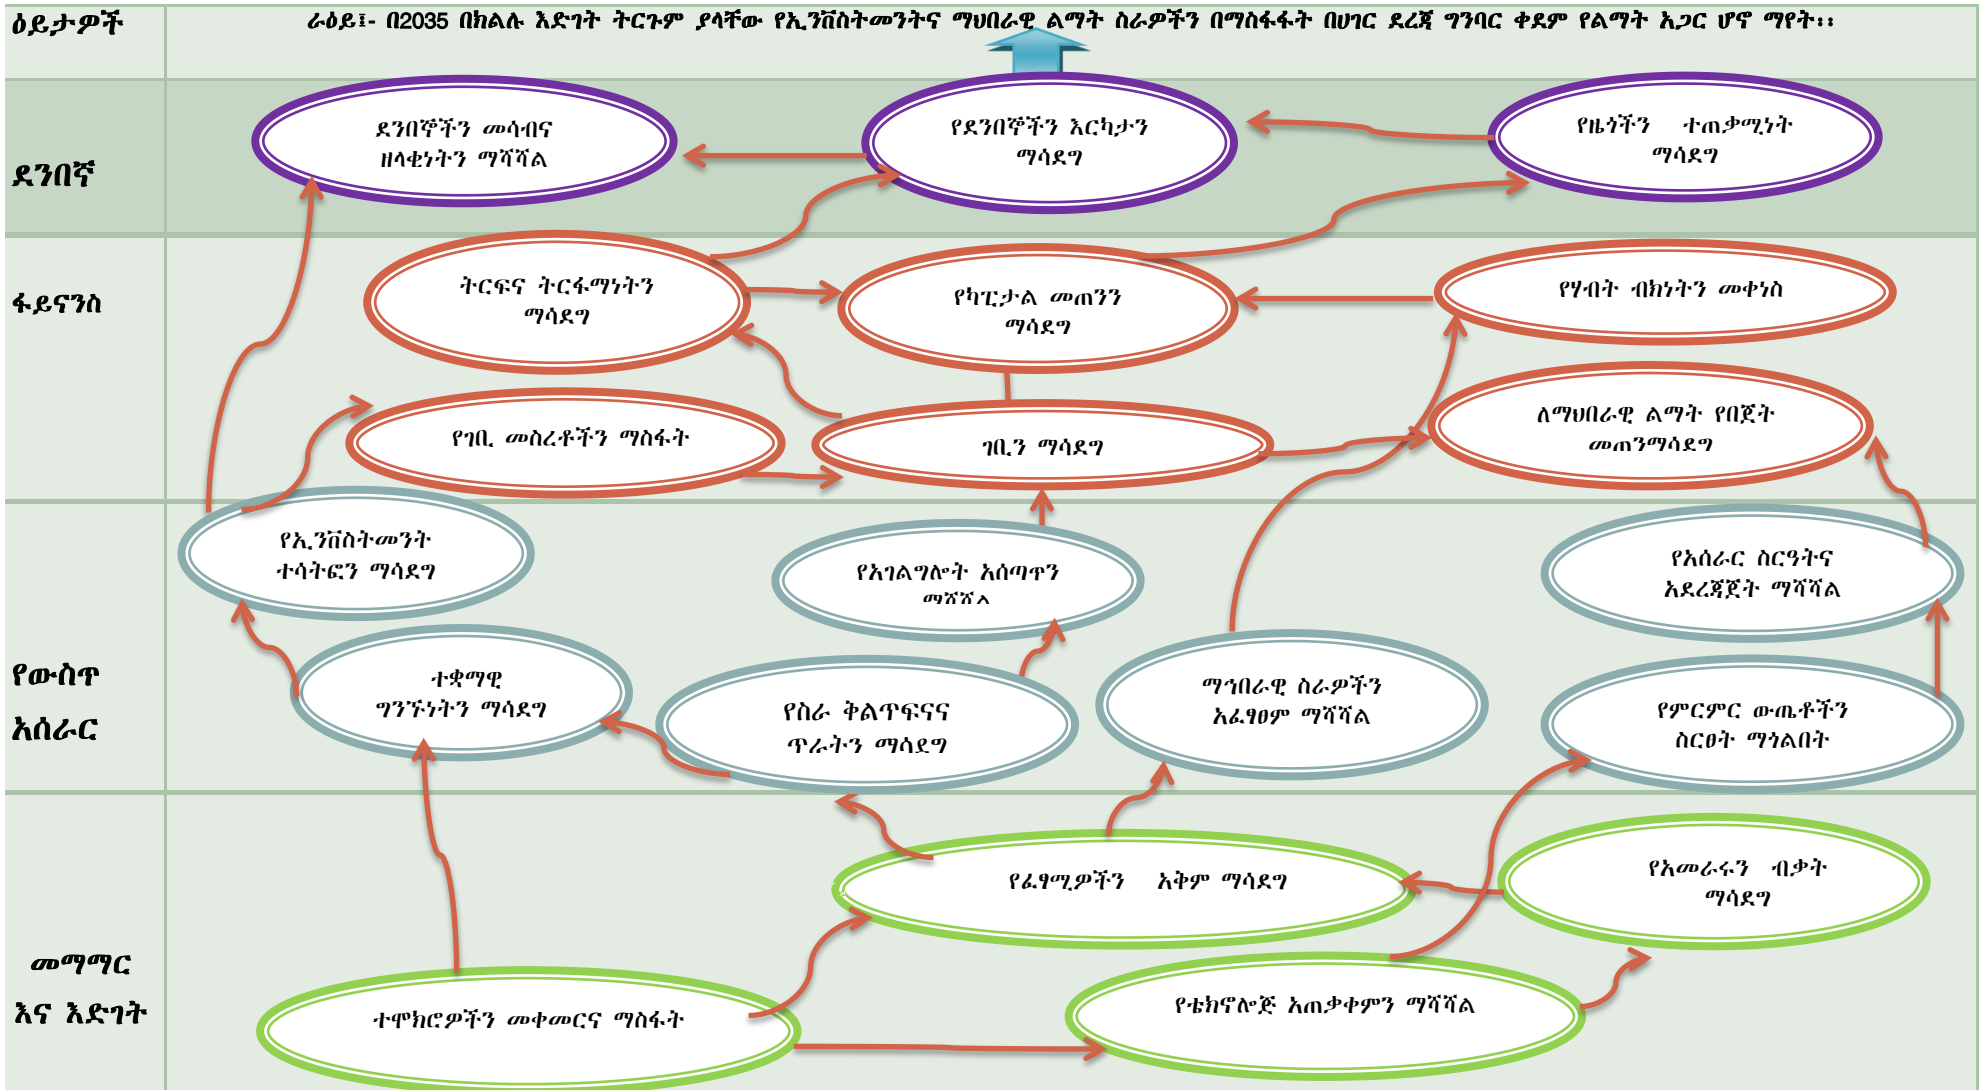 ዕይታዎች
ራዕይ፤- በ2035 በክልሉ እድገት ትርጉም ያላቸው የኢንቨስትመንትና ማህበራዊ ልማት ስራዎችን በማስፋፋት በሀገር ደረጃ ግንባር ቀደም የልማት አጋር ሆኖ ማየት፡፡
ደንበኛ
ደንበኞችን መሳብና
ዘላቂነትን ማሻሻል
የደንበኞችን እርካታን
ማሳደግ
የዜጎችን ተጠቃሚነት
ማሳደግ
ፋይናንስ
ትርፍና ትርፋማነትን
ማሳደግ
የካፒታል መጠንን
ማሳደግ
የሃብት ብክነትን መቀነስ
የገቢ መስረቶችን ማስፋት
ገቢን ማሳደግ
ለማህበራዊ ልማት የበጀት
መጠንማሳደግ
የውስጥ
አሰራር
የኢንቨስትመንት
ተሳትፎን ማሳደግ
የአገልግሎት አሰጣጥን
ማሻሻል
የአሰራር ስርዓትና
አደረጃጀት ማሻሻል
ተቋማዊ
ግንኙነትን ማሳደግ
የስራ ቅልጥፍናና
ጥራትን ማሳደግ
ማኅበራዊ ስራዎችን
አፈፃፀም ማሻሻል
የምርምር ውጤቶችን
ስርፀት ማጎልበት
መማማር
እና እድገት
የፈፃሚዎችን አቅም ማሳደግ
የአመራሩን ብቃት
ማሳደግ
ተሞክሮዎችን መቀመርና ማስፋት
የቴክኖሎጅ አጠቃቀምን ማሻሻል